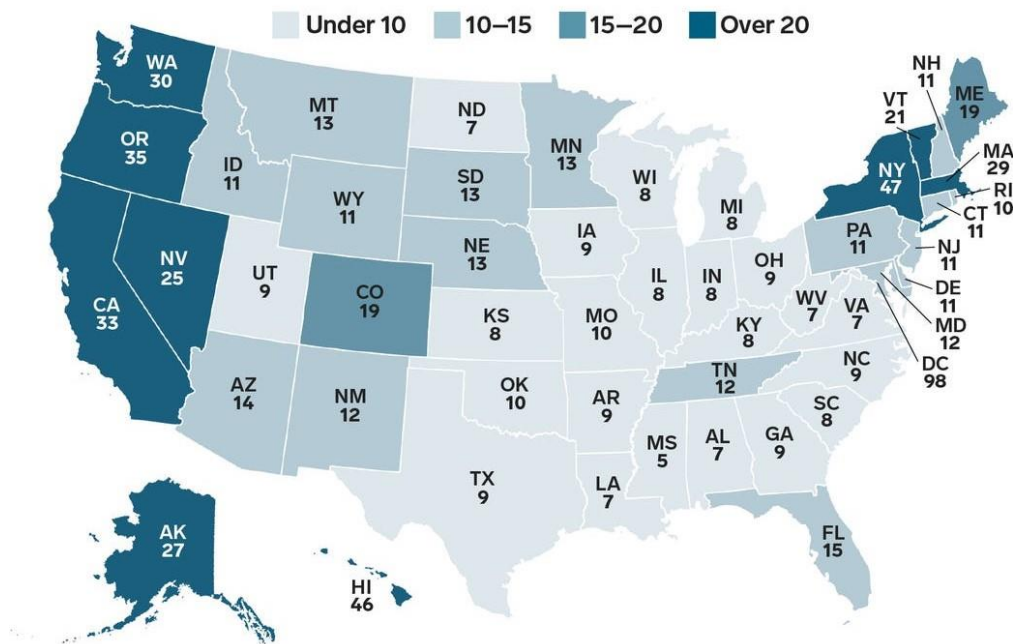 Under 10
10–15
15–20
Over 20
WA
30
MT
13
ND
7
MN
13
NH
11
ME
19
VT
21
OR
35
ID
11
WY
11
SD
13
WI
8
MI
8
NY
47
MA
29
RI
10
CT
11
NV
25
UT
9
CO
19
NE
13
IA
9
IL
8
IN
8
OH
9
PA
11
NJ
11
DE
11
MD
12
DC
98
CA
33
KS
8
MO
10
KY
8
WV
7
VA
7
AZ
14
NM
12
OK
10
AR
9
TN
12
NC
9
SC
8
TX
9
LA
7
MS
5
AL
7
GA
9
FL
15
AK
27
HI
46